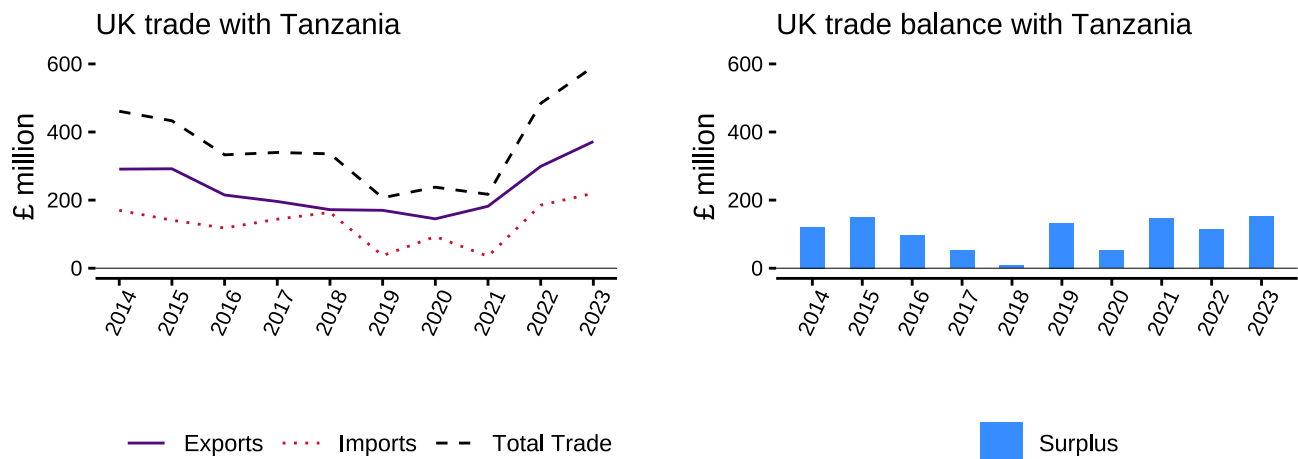 UK trade with Tanzania
£ million
600
400
200
0
2014 2015 2016 2017 2018 2019 2020 2021 2022 2023
Exports Imports Total Trade
UK trade balance with Tanzania
£ million
600
400
200
0
2014 2015 2016 2017 2018 2019 2020 2021 2022 2023
Surplus